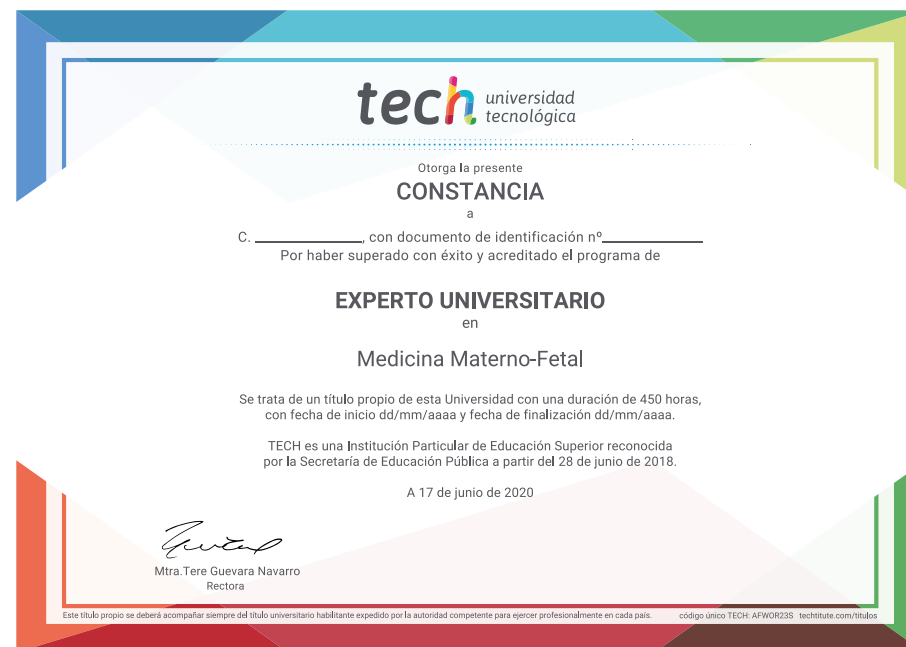 tech universidad
tecnológica
Otorga la presente
CONSTANCIA
a
C. ______________, con documento de identificación nº_____________
Por haber superado con éxito y acreditado el programa de
EXPERTO UNIVERSITARIO
en
Medicina Materno-Fetal
Se trata de un título propio de esta Universidad con una duración de 450 horas,
con fecha de inicio dd/mm/aaaa y fecha de finalización dd/mm/aaaa.
TECH es una Institución Particular de Educación Superior reconocida
por la Secretaría de Educación Pública a partir del 28 de junio de 2018.
A 17 de junio de 2020
Mtra.Tere Guevara Navarro
Rectora
Este título propio se deberá acompañar siempre del título universitario habilitante expedido por la autoridad competente para ejercer profesionalmente en cada país. código único TECH: AFWOR23S techtitute.com/titulos